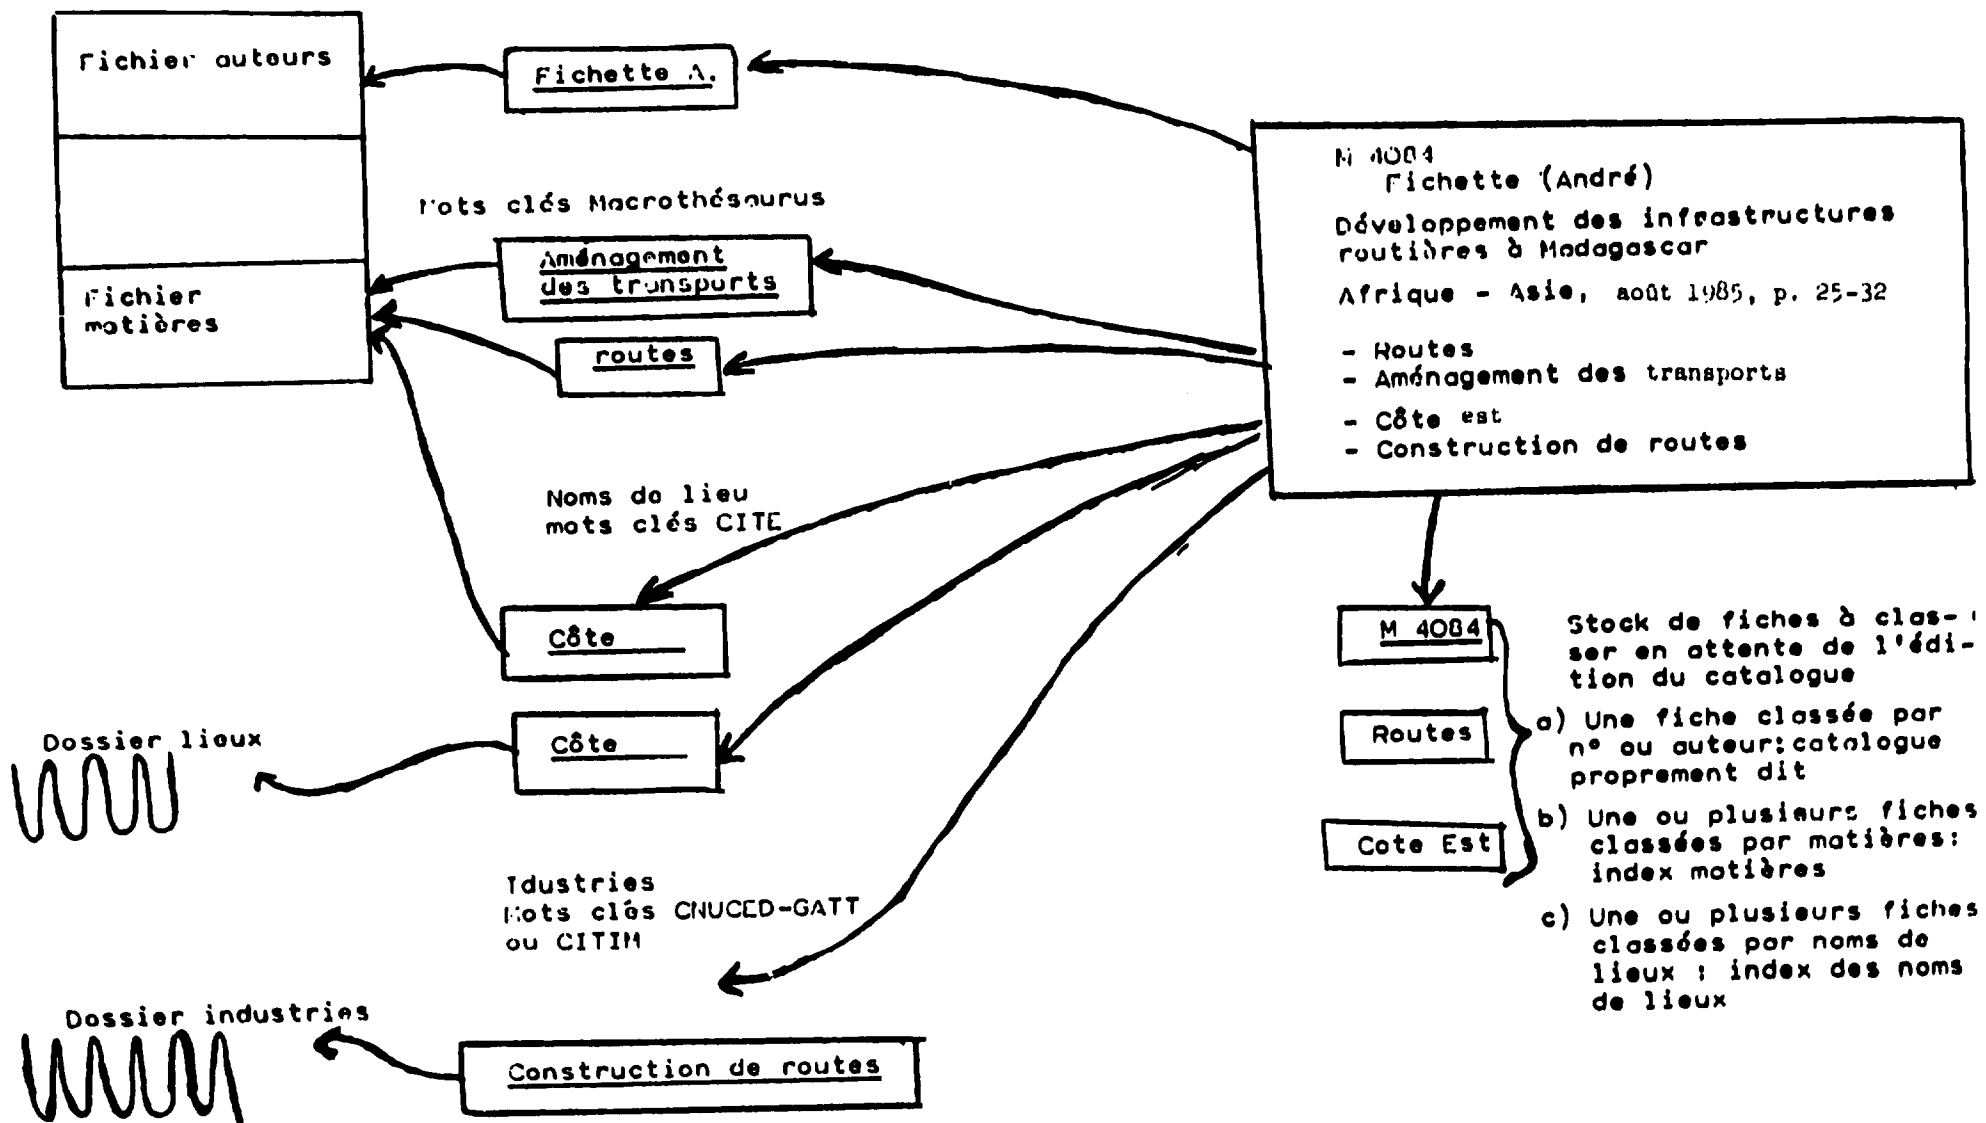 Fichier auteurs
Fichette A.
M 4084
Fichette (André)
Développement des infrastructures
routières à Madagascar
Afrique - Asie, août 1985, p. 25-32
- Routes
- Aménagement des transports
- Côte est
- Construction de routes
Mots clés Macrothésaurus
Aménagement
des transports
Fichier
matières
routes
Noms de lieu
mots clés CITE
Côte
Côte
Dossier lieux
Idustries
Mots clés CNUCED-GATT
ou CITIM
Dossier industries
Construction de routes
M 4084
Routes
Cote Est
Stock de fiches à clas-
ser en attente de l'édi-
tion du catalogue
a) Une fiche classée par
n° ou auteur:catalogue
proprement dit
b) Une ou plusieurs fiches
classées par matières:
index matières
c) Une ou plusieurs fiches
classées par noms de
lieux : index des noms
de lieux